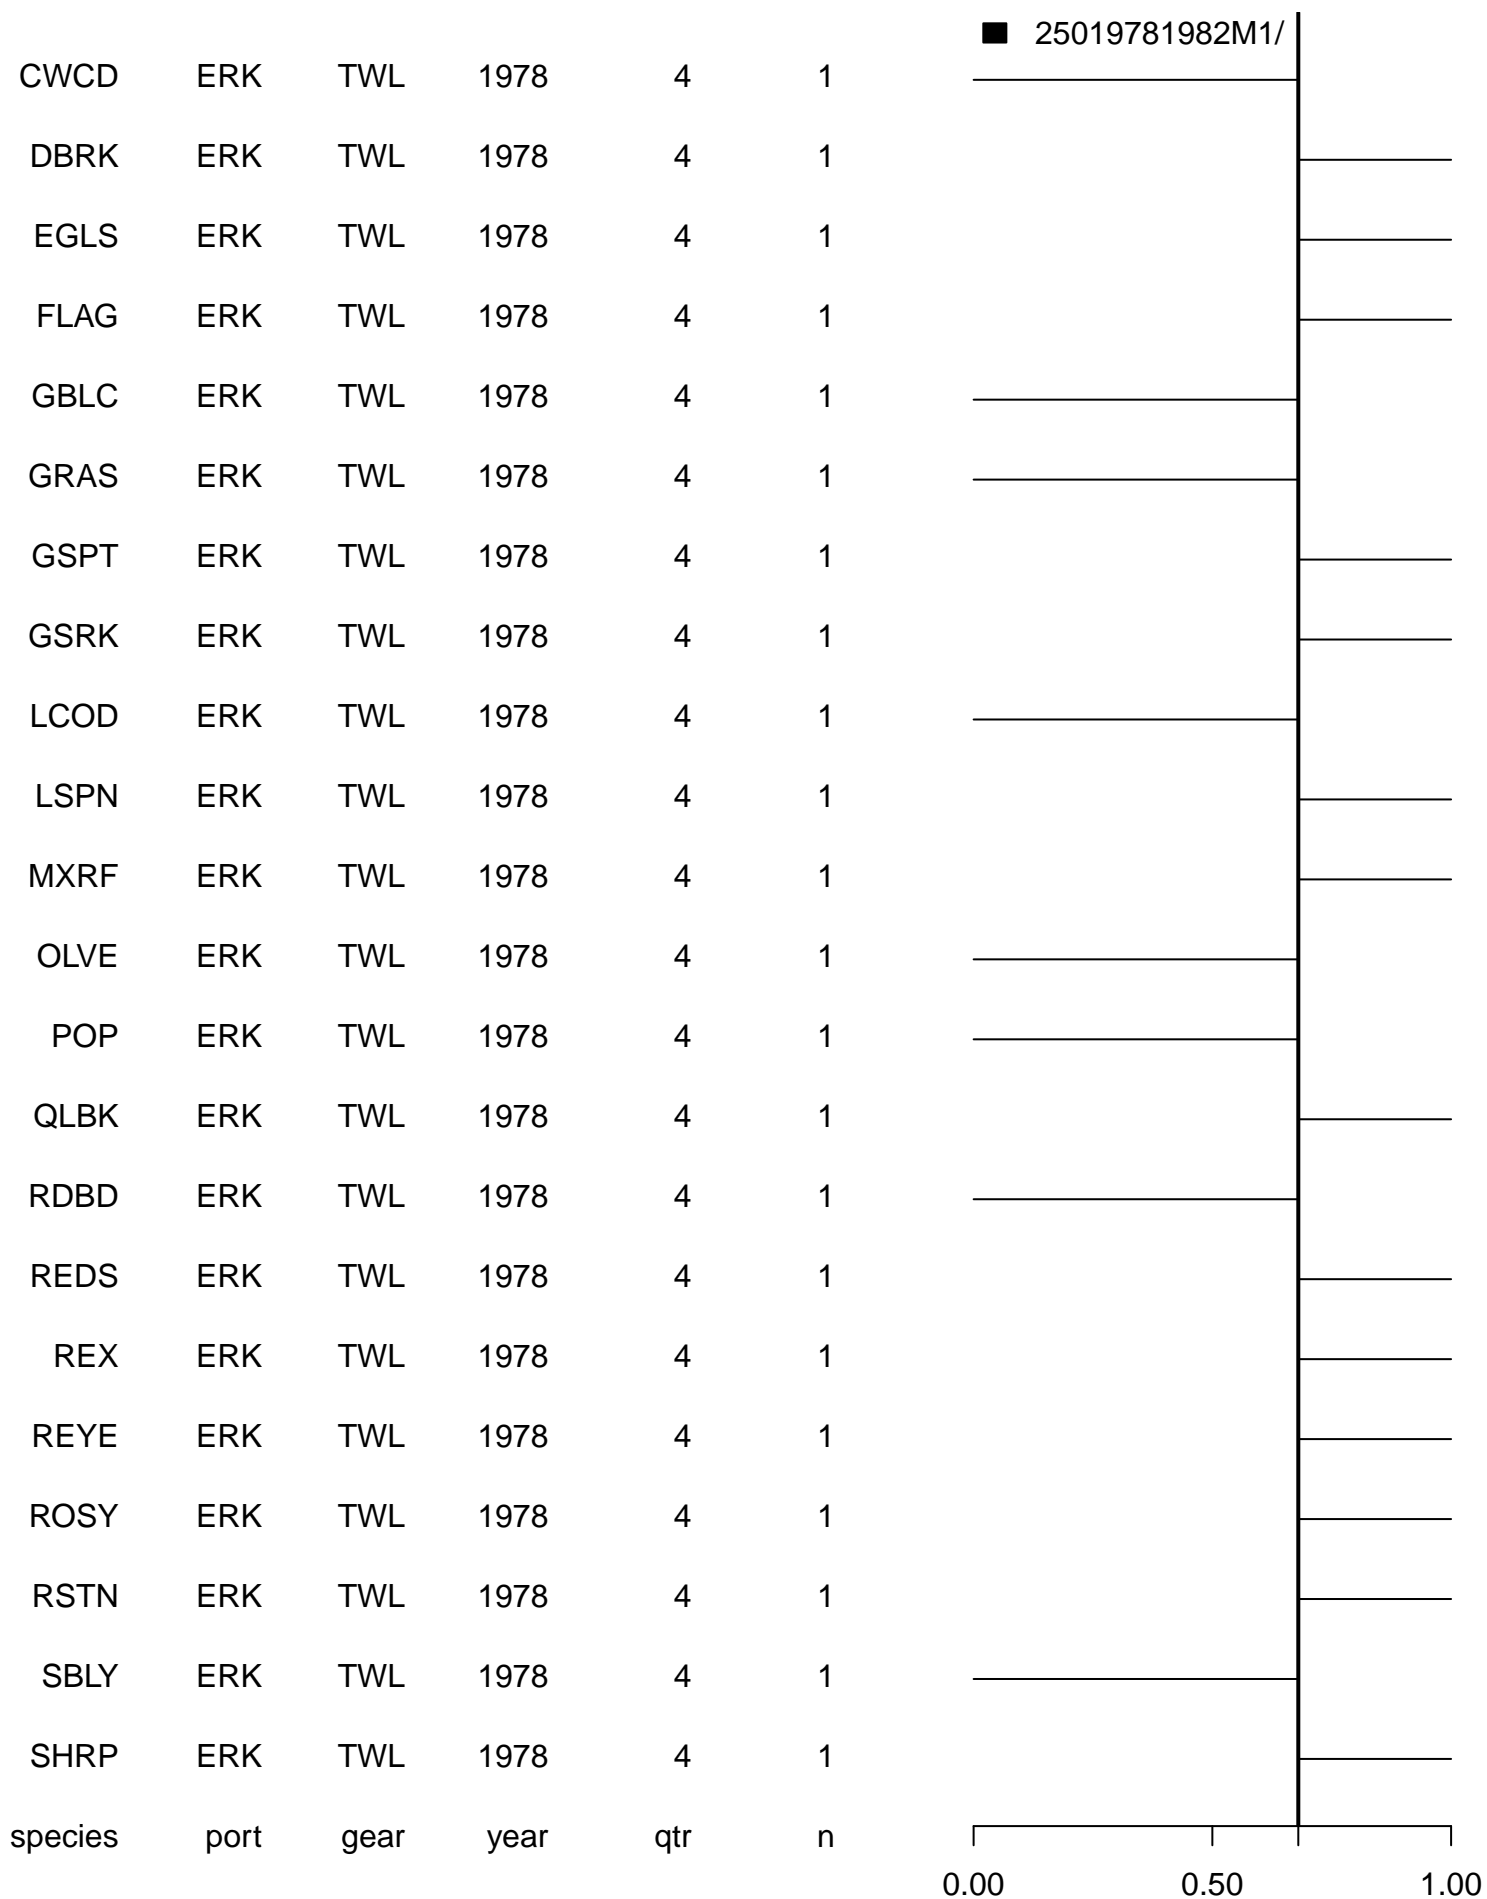 25019781982M1/
CWCD ERK TWL 1978 4 1
DBRK ERK TWL 1978 4 1
EGLS ERK TWL 1978 4 1
FLAG ERK TWL 1978 4 1
GBLC ERK TWL 1978 4 1
GRAS ERK TWL 1978 4 1
GSPT ERK TWL 1978 4 1
GSRK ERK TWL 1978 4 1
LCOD ERK TWL 1978 4 1
LSPN ERK TWL 1978 4 1
MXRF ERK TWL 1978 4 1
OLVE ERK TWL 1978 4 1
POP ERK TWL 1978 4 1
QLBK ERK TWL 1978 4 1
RDBD ERK TWL 1978 4 1
REDS ERK TWL 1978 4 1
REX ERK TWL 1978 4 1
REYE ERK TWL 1978 4 1
ROSY ERK TWL 1978 4 1
RSTN ERK TWL 1978 4 1
SBLY ERK TWL 1978 4 1
SHRP ERK TWL 1978 4 1
species port gear year qtr n
0.00 0.50 1.00